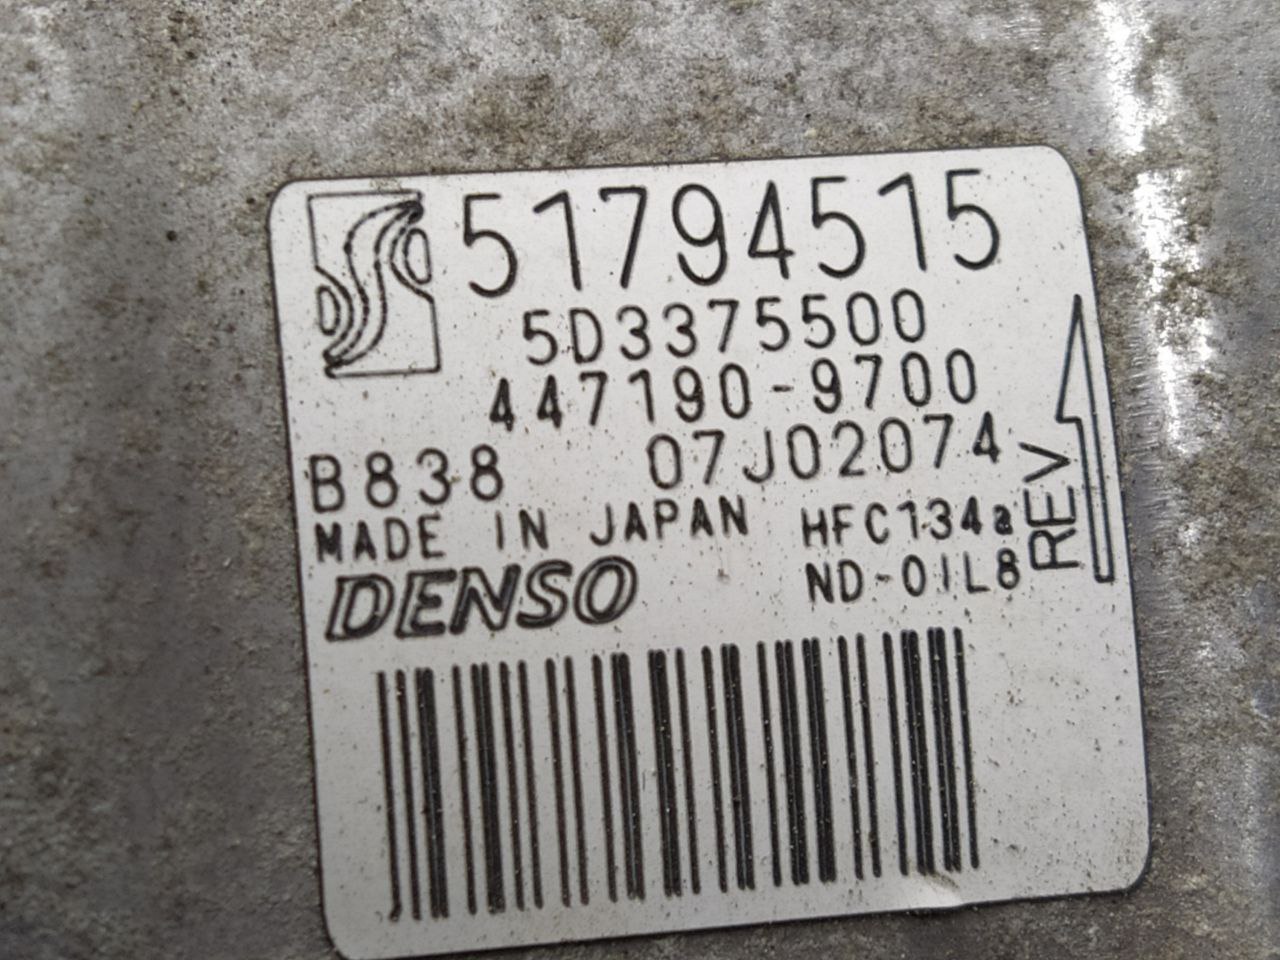 51794515
5D3375500
447190-9700
B838 07J02074
MADE IN JAPAN HFC134a
DENSO ND-OIL8
REV